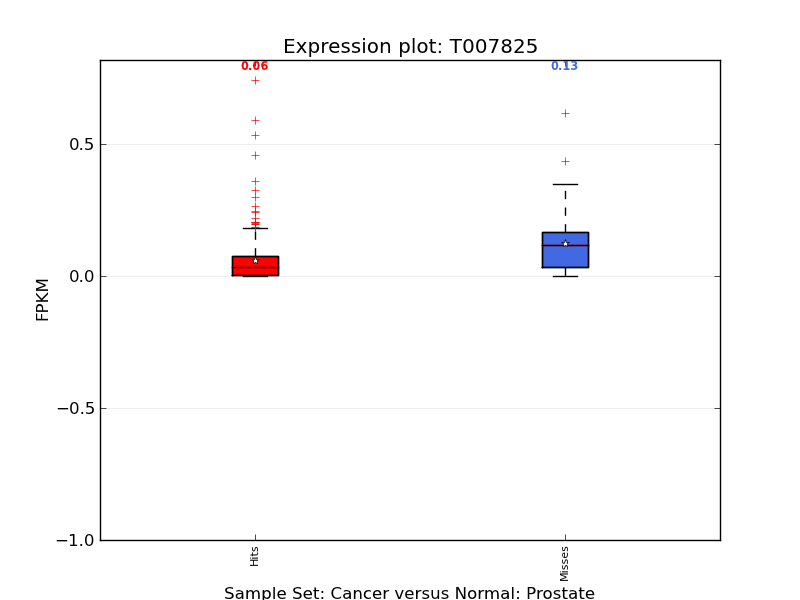 Expression plot: T007825
0.06
0.13
0.5
0.0
−0.5
−1.0
FPKM
Hits
Misses
Sample Set: Cancer versus Normal: Prostate